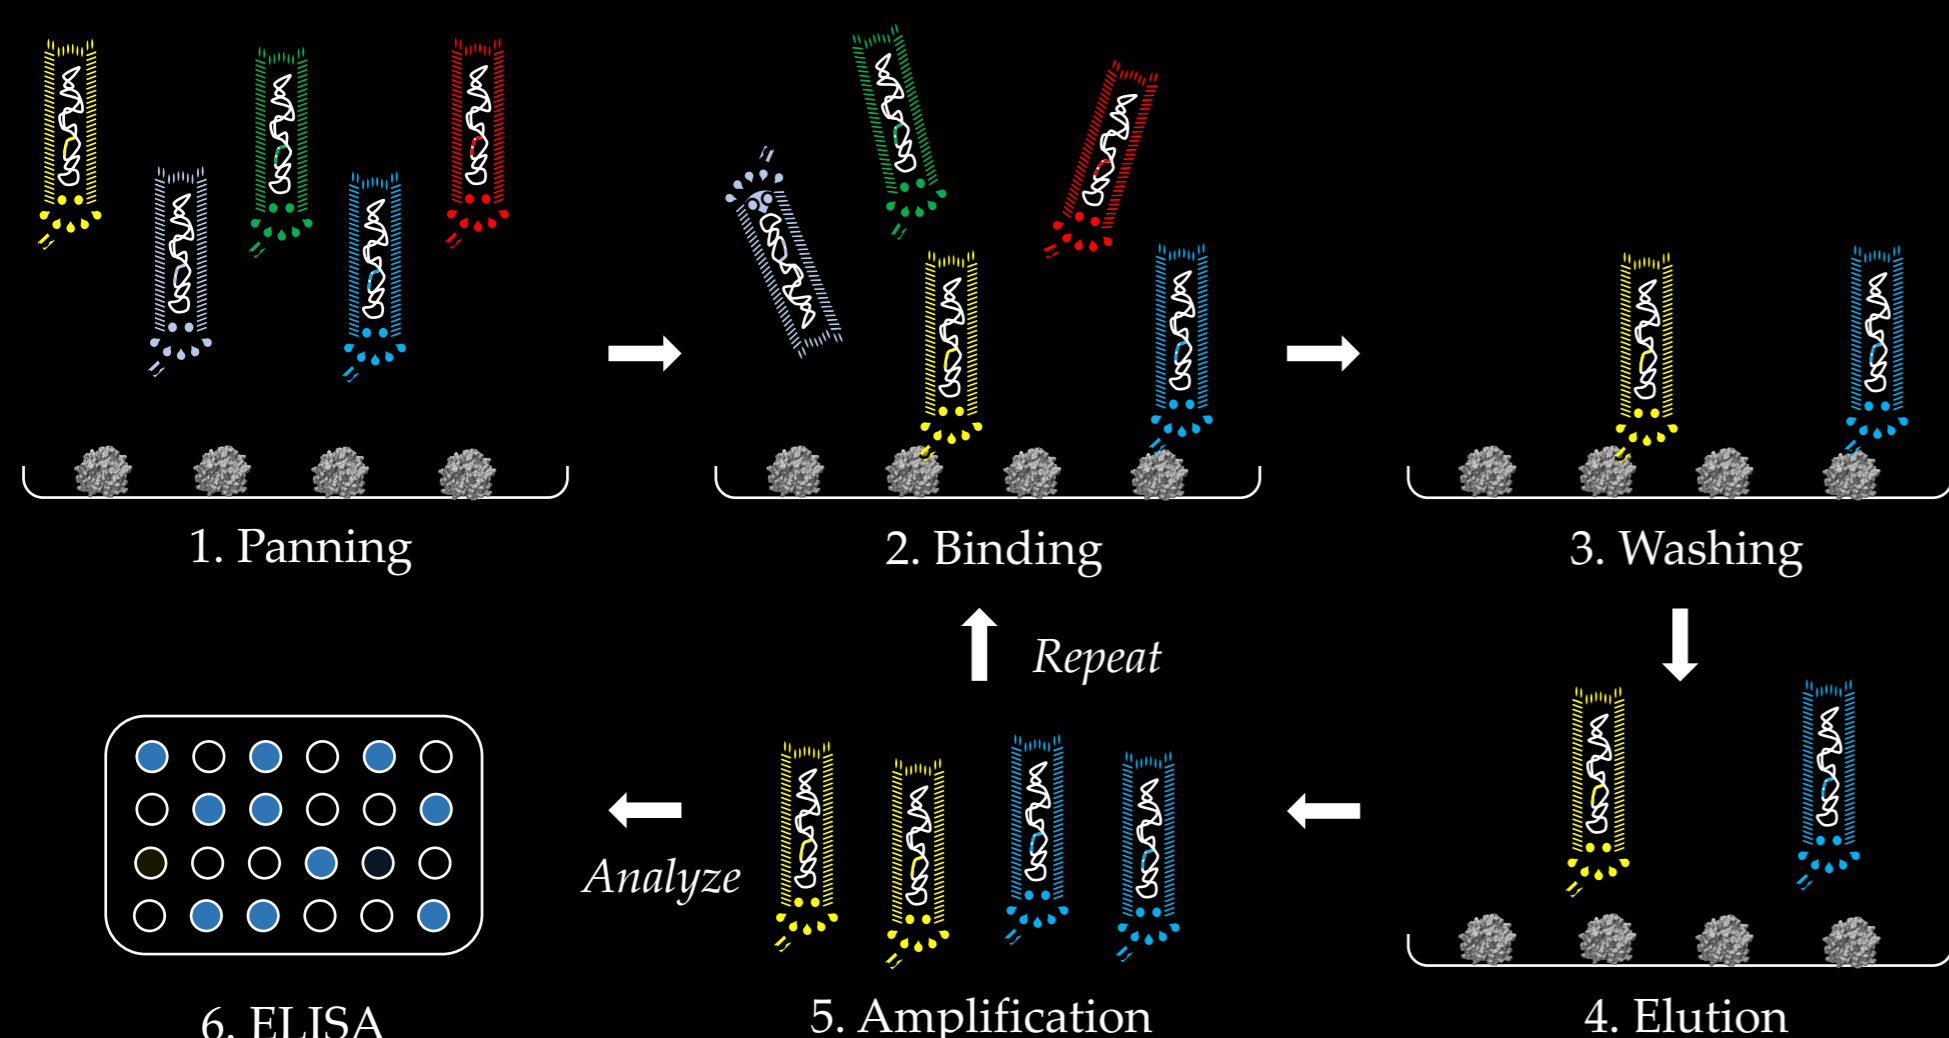 1. Panning
2. Binding
3. Washing
Repeat
Analyze
6. ELISA
5. Amplification
4. Elution